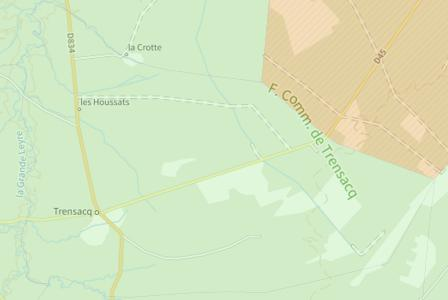 D834
la Crotte
D45
les Houssats
F. Comm. de Trensacq
la Grande Leyre
Trensacq